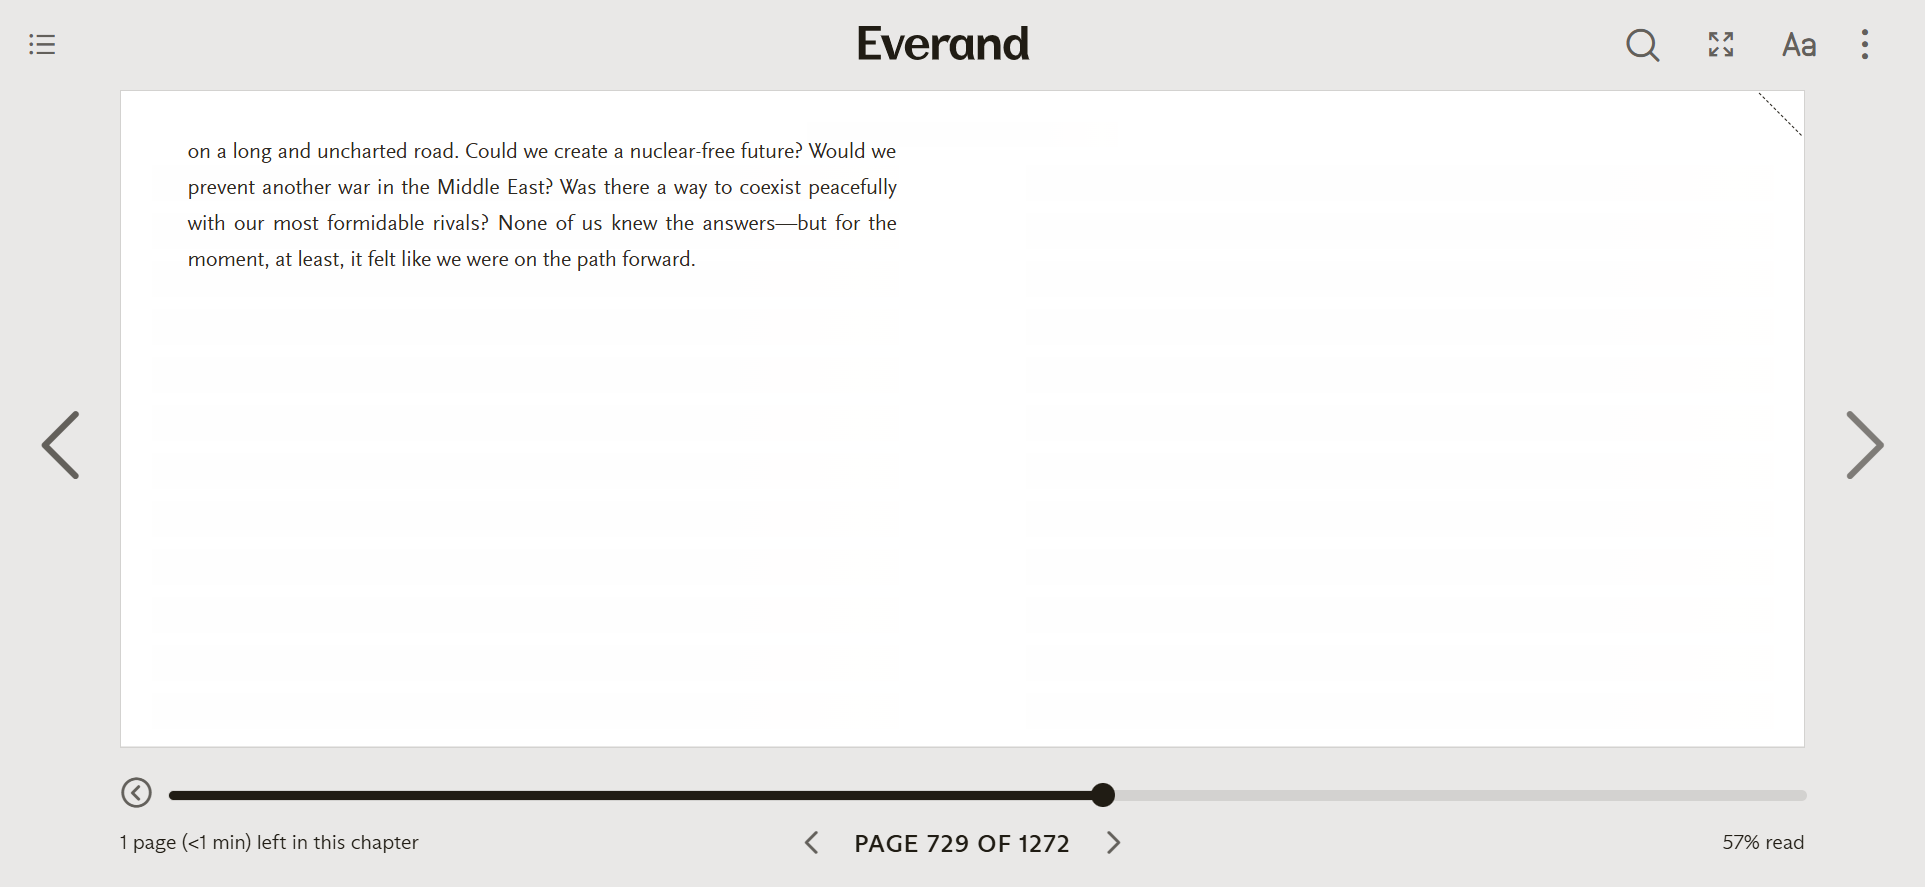 Everand
Aa
on a long and uncharted road. Could we create a nuclear-free future? Would we
prevent another war in the Middle East? Was there a way to coexist peacefully
with our most formidable rivals? None of us knew the answers—but for the
moment, at least, it felt like we were on the path forward.
1 page (<1 min) left in this chapter
PAGE 729 OF 1272
57% read